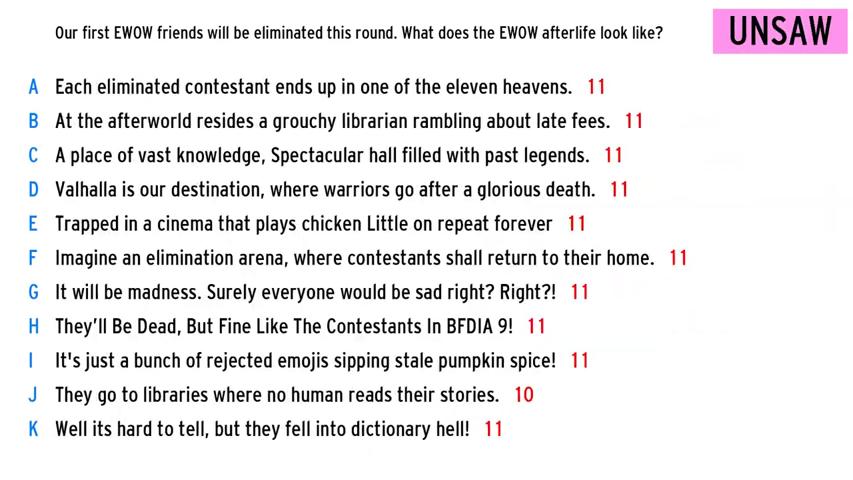 Our first EWOW friends will be eliminated this round. What does the EWOW afterlife look like?
UNSAW
A Each eliminated contestant ends up in one of the eleven heavens. 11
B At the afterworld resides a grouchy librarian rambling about late fees. 11
C A place of vast knowledge, Spectacular hall filled with past legends. 11
D Valhalla is our destination, where warriors go after a glorious death. 11
E Trapped in a cinema that plays chicken Little on repeat forever 11
F Imagine an elimination arena, where contestants shall return to their home. 11
G It will be madness. Surely everyone would be sad right? Right?! 11
H They'll Be Dead, But Fine Like The Contestants In BFDIA 9! 11
I It's just a bunch of rejected emojis sipping stale pumpkin spice! 11
J They go to libraries where no human reads their stories. 10
K Well its hard to tell, but they fell into dictionary hell! 11